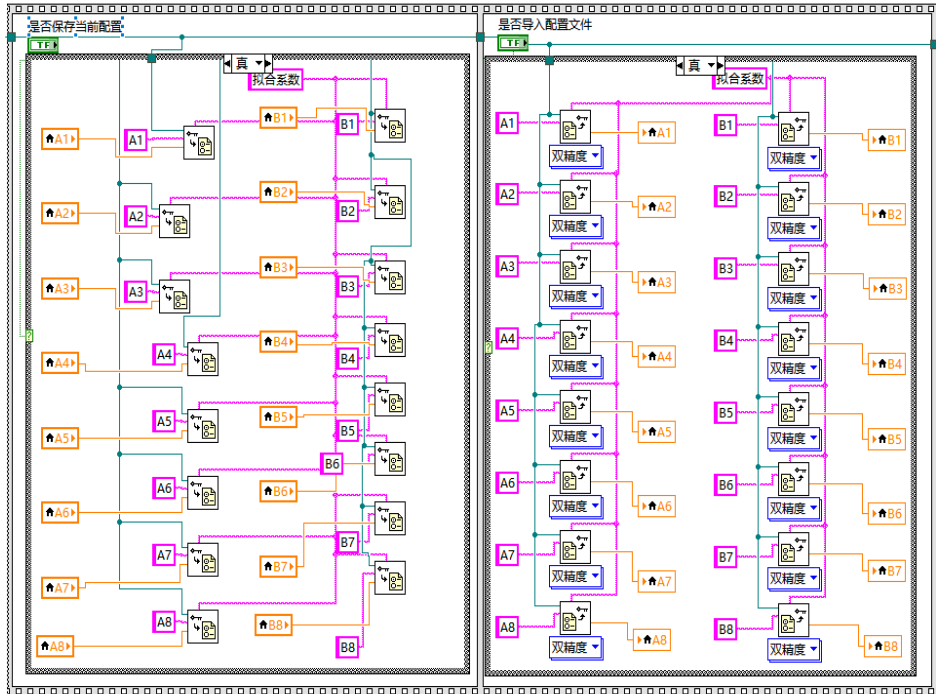 是否保存当前配置
TF
真
拟合系数
A1
A1
B1
B1
A2
A2
B2
B2
A3
A3
B3
B3
A4
A4
B4
B4
A5
A5
B5
B5
A6
A6
B6
B6
A7
A7
B7
B7
A8
A8
B8
B8
?
是否导入配置文件
TF
真
拟合系数
A1
双精度
A1
B1
双精度
B1
A2
双精度
A2
B2
双精度
B2
A3
双精度
A3
B3
双精度
B3
A4
双精度
A4
B4
双精度
B4
A5
双精度
A5
B5
双精度
B5
A6
双精度
A6
B6
双精度
B6
A7
双精度
A7
B7
双精度
B7
A8
双精度
A8
B8
双精度
B8
?